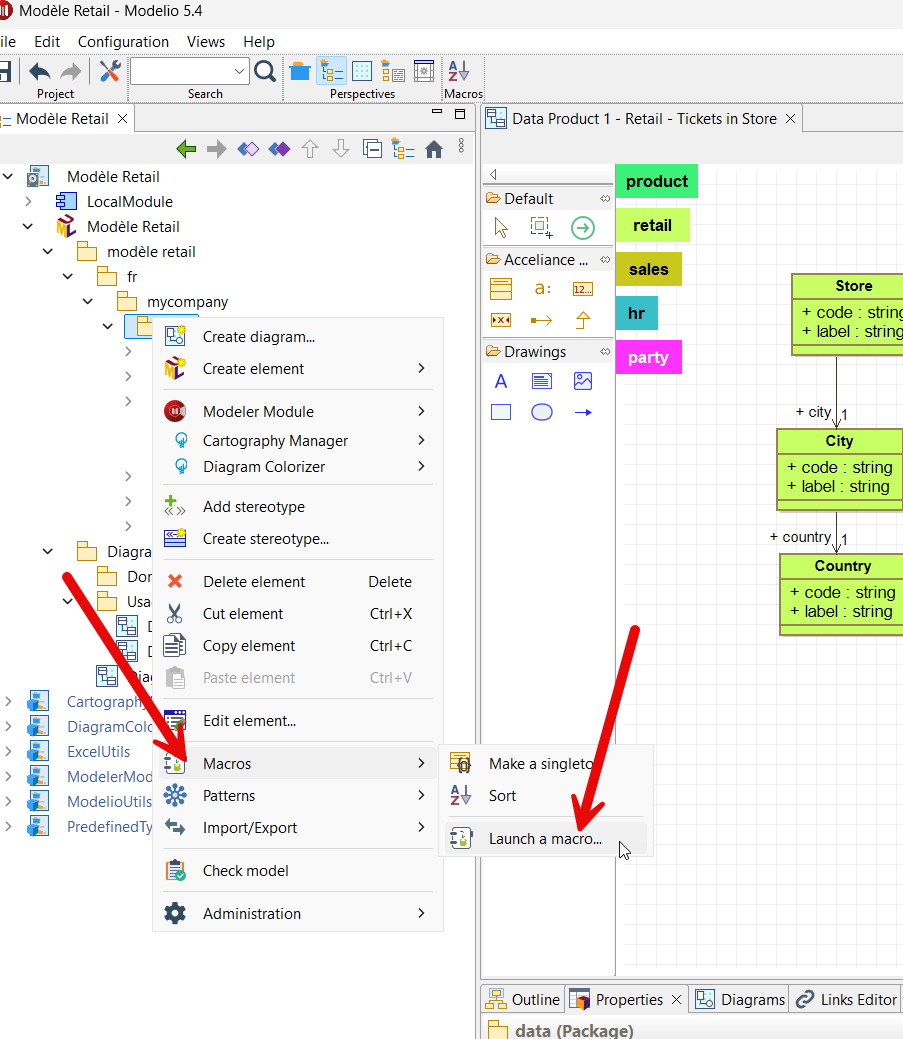 Modèle Retail - Modelio 5.4
ile Edit Configuration Views Help
Project Search Perspectives Macros
Modèle Retail
Data Product 1 - Retail - Tickets in Store
Modèle Retail
LocalModule
Modèle Retail
modèle retail
fr
mycompany
Create diagram...
Create element
Modeler Module
Cartography Manager
Diagram Colorizer
Add stereotype
Create stereotype...
Delete element Delete
Cut element Ctrl+X
Copy element Ctrl+C
Paste element Ctrl+V
Edit element...
Macros
Patterns
Import/Export
Check model
Administration
Make a singleto
Sort
Launch a macro...
Diagra
Dor
Usa
Cartography
DiagramColo
ExcelUtils
ModelerMod
ModelioUtils
PredefinedTy
Default
Acceliance ...
a:
12...
Drawings
A
product
retail
sales
hr
party
Store
+ code : string
+ label : string
+ city 1
City
+ code : string
+ label : string
+ country 1
Country
+ code : string
+ label : string
Outline Properties Diagrams Links Editor
data (Package)